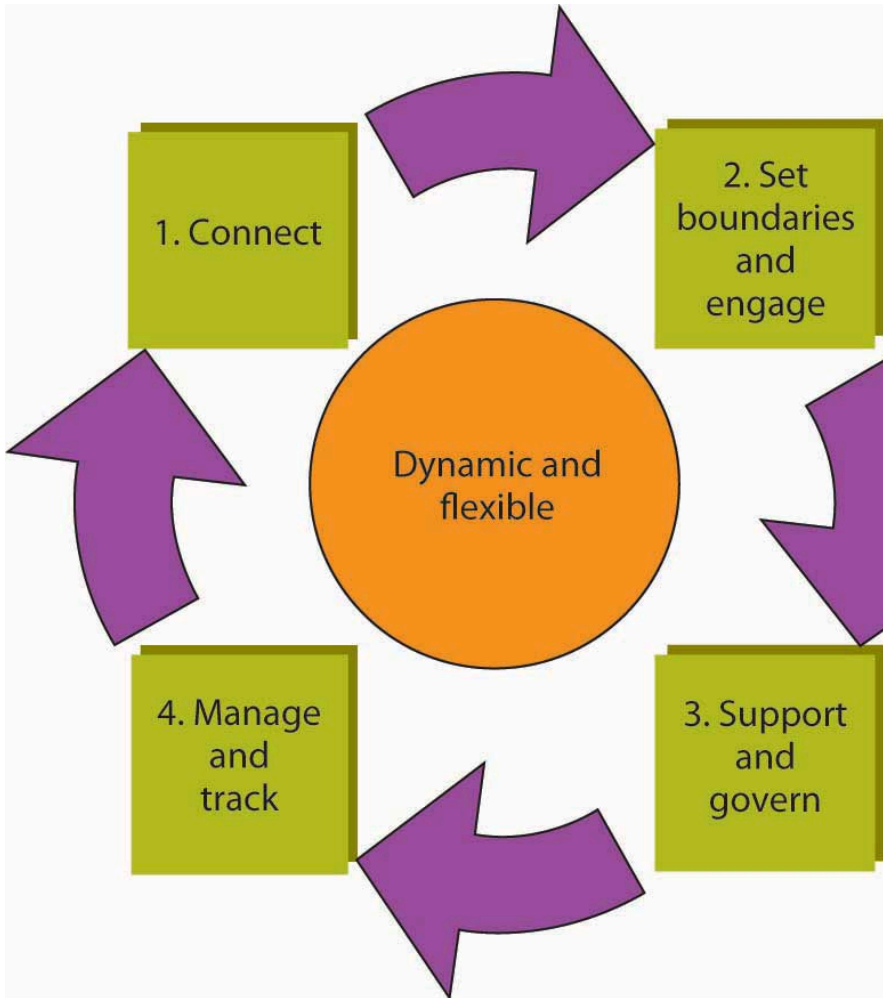 1. Connect
2. Set
boundaries
and
engage
Dynamic and
flexible
4. Manage
and
track
3. Support
and
govern